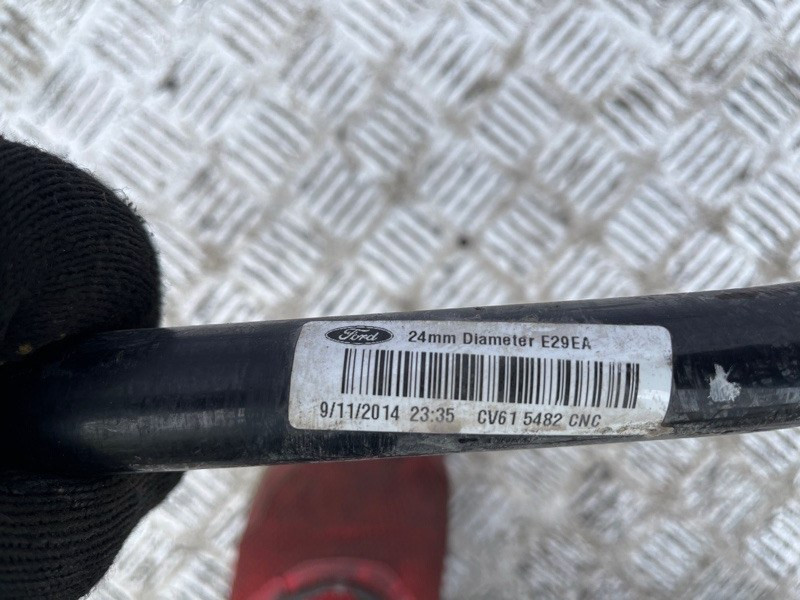 Ford 24mm Diameter E29EA
9/11/2014 23:35 CV61 5482 CNC